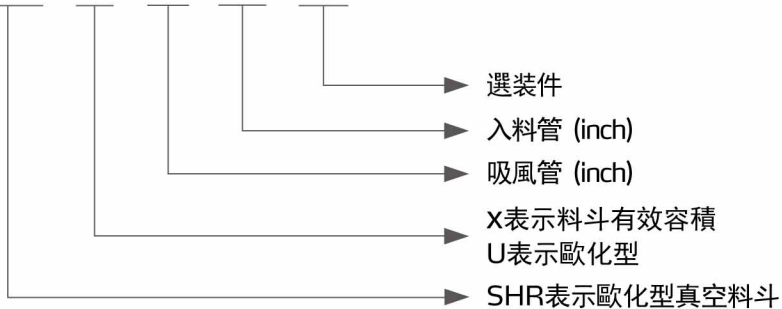 選装件
入料管 (inch)
吸風管 (inch)
x表示料斗有效容積
U表示歐化型
SHR表示歐化型真空料斗